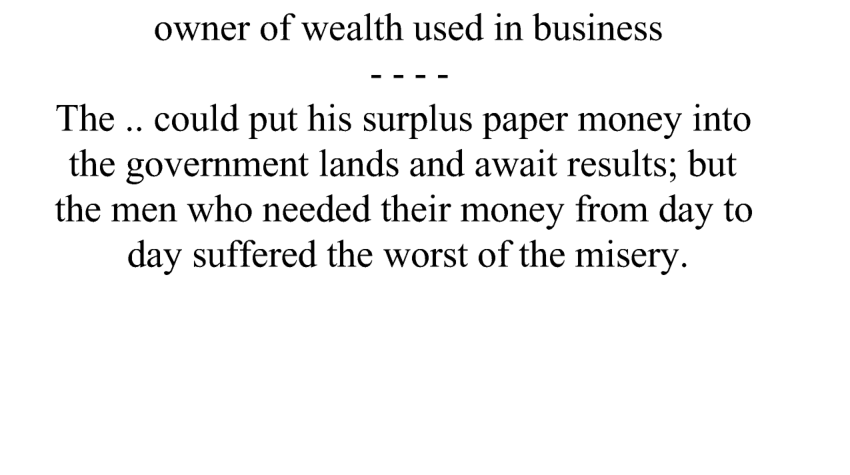 owner of wealth used in business
- - - -
The .. could put his surplus paper money into
the government lands and await results; but
the men who needed their money from day to
day suffered the worst of the misery.